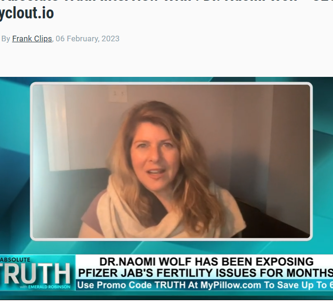 yclout.io
By Frank Clips, 06 February, 2023
ABSOLUTE
TRUTH
WITH EMERALD ROBINSON
DR.NAOMI WOLF HAS BEEN EXPOSING
PFIZER JAB'S FERTILITY ISSUES FOR MONTHS
Use Promo Code TRUTH At MyPillow.com To Save Up To